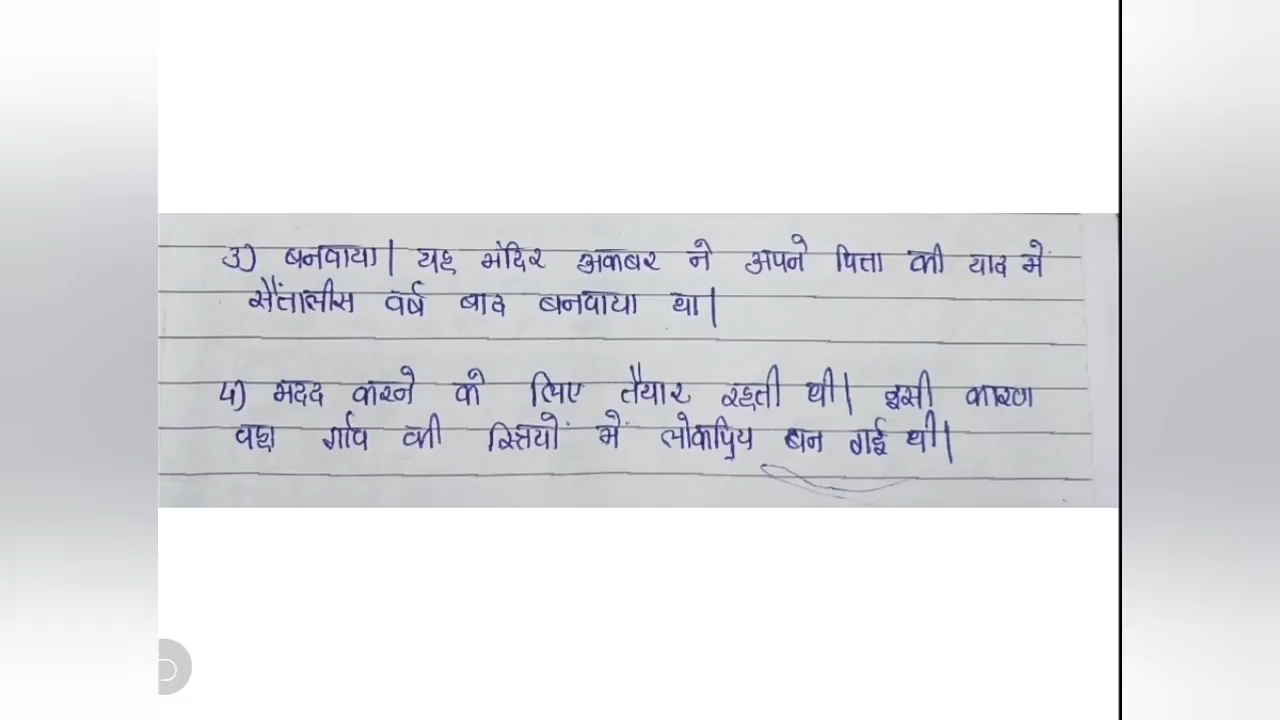 3) बनवाया। यह मंदिर अकबर ने अपने पिता की याद में
सैंतालीस वर्ष बाद बनवाया था।
4) मदद करने के लिए तैयार रहती थी। इसी कारण
वह गाँव की स्त्रियों में लोकप्रिय बन गई थी।